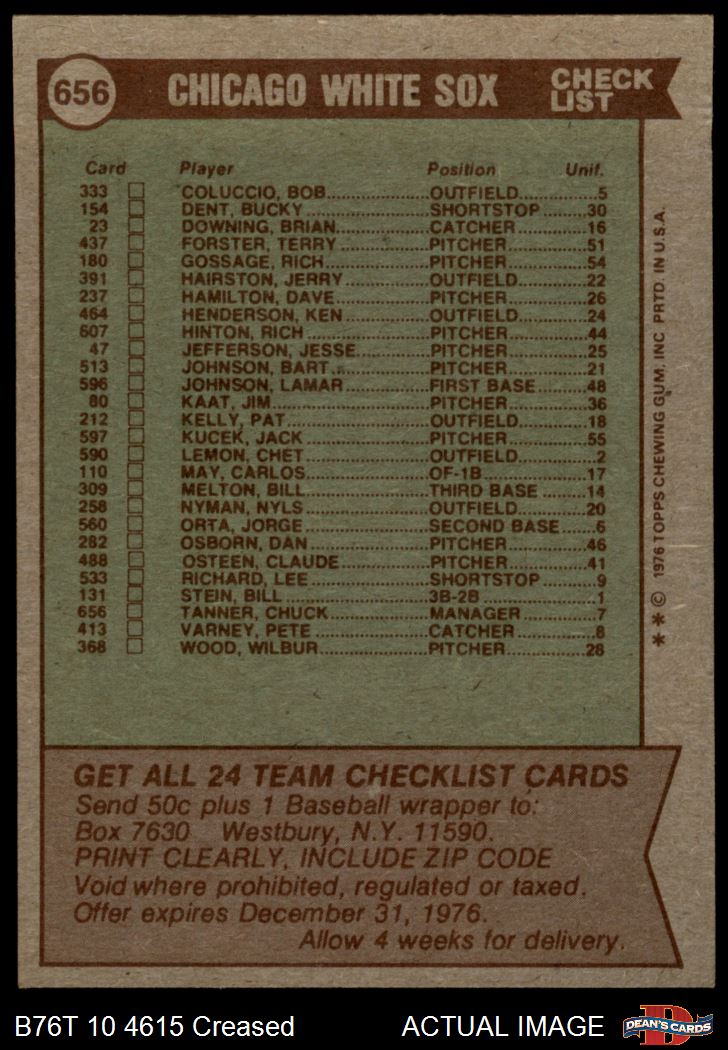 656 CHICAGO WHITE SOX CHECK LIST
Card Player Position Unif.
333 COLUCCIO, BOB OUTFIELD 5
154 DENT, BUCKY SHORTSTOP 30
23 DOWNING, BRIAN CATCHER 16
437 FORSTER, TERRY PITCHER 51
180 GOSSAGE, RICH PITCHER 54
391 HAIRSTON, JERRY OUTFIELD 22
237 HAMILTON, DAVE PITCHER 26
464 HENDERSON, KEN OUTFIELD 24
607 HINTON, RICH PITCHER 44
47 JEFFERSON, JESSE PITCHER 25
513 JOHNSON, BART PITCHER 21
596 JOHNSON, LAMAR FIRST BASE 48
80 KAAT, JIM PITCHER 36
212 KELLY, PAT OUTFIELD 18
597 KUCEK, JACK PITCHER 55
590 LEMON, CHET OUTFIELD 2
110 MAY, CARLOS OF-1B 17
309 MELTON, BILL THIRD BASE 14
258 NYMAN, NYLS OUTFIELD 20
560 ORTA, JORGE SECOND BASE 6
282 OSBORN, DAN PITCHER 46
488 OSTEEN, CLAUDE PITCHER 41
533 RICHARD, LEE SHORTSTOP 9
131 STEIN, BILL 3B-2B 1
656 TANNER, CHUCK MANAGER 7
413 VARNEY, PETE CATCHER 8
368 WOOD, WILBUR PITCHER 28
** © 1976 TOPPS CHEWING GUM, INC PRTD. IN U.S.A.
GET ALL 24 TEAM CHECKLIST CARDS
Send 50c plus 1 Baseball wrapper to:
Box 7630 Westbury, N.Y. 11590.
PRINT CLEARLY, INCLUDE ZIP CODE
Void where prohibited, regulated or taxed.
Offer expires December 31, 1976.
Allow 4 weeks for delivery.
B76T 10 4615 Creased ACTUAL IMAGE
D
DEAN'S CARDS